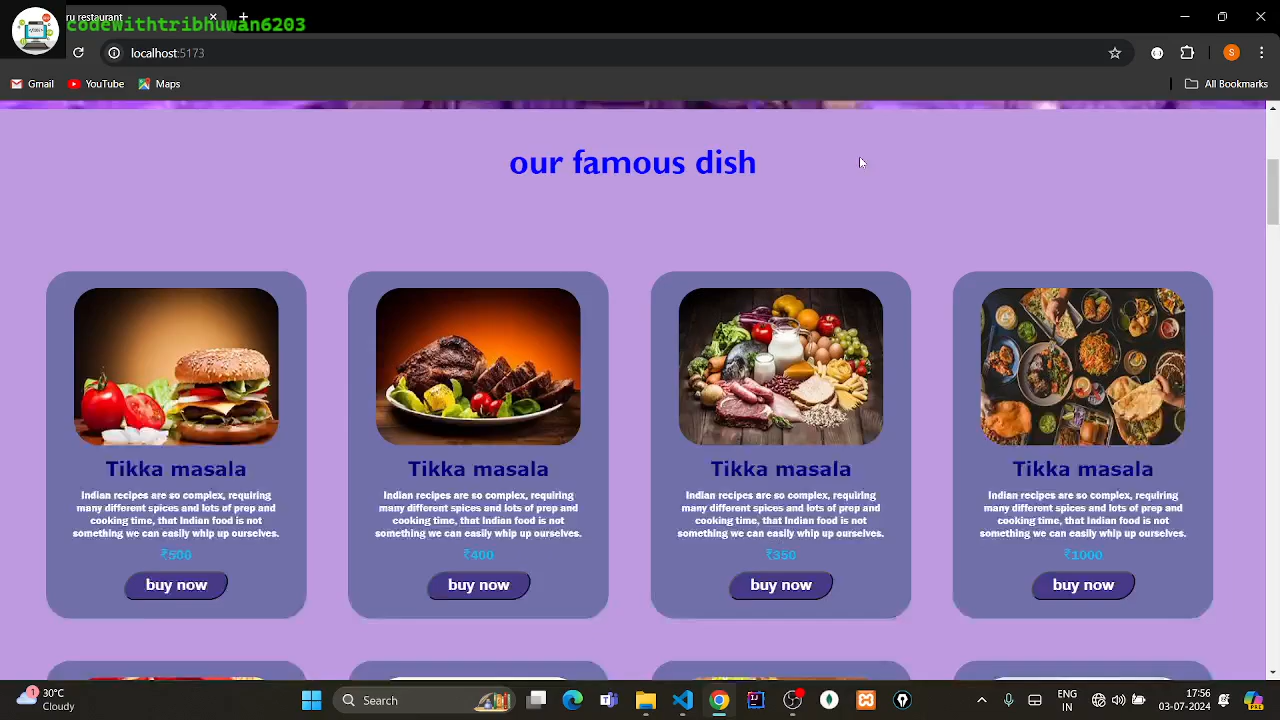 ru restaurant
codewithtribhuwan6203
localhost:5173
S
Gmail
YouTube
Maps
All Bookmarks
our famous dish
Tikka masala
Indian recipes are so complex, requiring
many different spices and lots of prep and
cooking time, that Indian food is not
something we can easily whip up ourselves.
₹500
buy now
Tikka masala
Indian recipes are so complex, requiring
many different spices and lots of prep and
cooking time, that Indian food is not
something we can easily whip up ourselves.
₹400
buy now
Tikka masala
Indian recipes are so complex, requiring
many different spices and lots of prep and
cooking time, that Indian food is not
something we can easily whip up ourselves.
₹350
buy now
Tikka masala
Indian recipes are so complex, requiring
many different spices and lots of prep and
cooking time, that Indian food is not
something we can easily whip up ourselves.
₹1000
buy now
1
30°C
Cloudy
Search
ENG
IN
17:56
03-07-2024